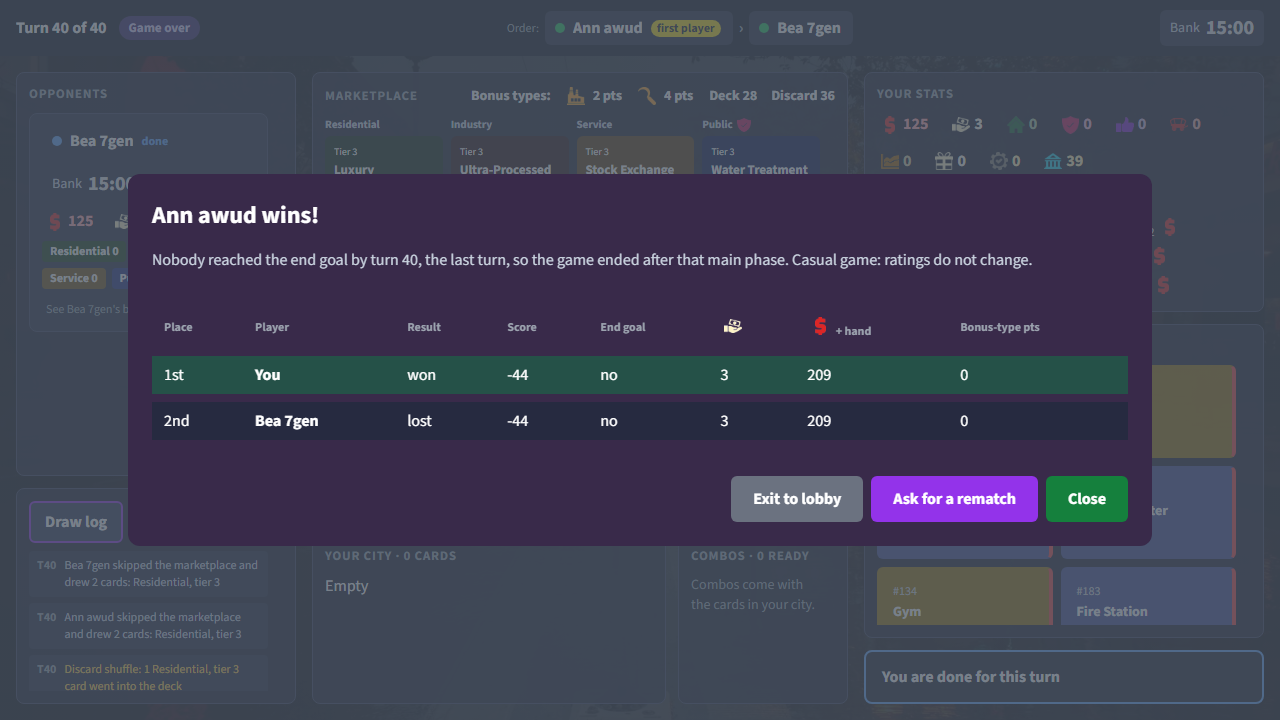 Turn 40 of 40 Game over Order: Ann awud first player › Bea 7gen Bank 15:00
OPPONENTS
Bea 7gen done
Bank 15:00
$ 125
Residential 0
Service 0
See Bea 7gen's b
MARKETPLACE Bonus types: 2 pts 4 pts Deck 28 Discard 36
Residential Industry Service Public
Tier 3 Tier 3 Tier 3 Tier 3
Luxury Ultra-Processed Stock Exchange Water Treatment
YOUR STATS
$ 125 3 0 0 0 0
0 0 0 39
Ann awud wins!
Nobody reached the end goal by turn 40, the last turn, so the game ended after that main phase. Casual game: ratings do not change.
Place Player Result Score End goal $ + hand Bonus-type pts
1st You won -44 no 3 209 0
2nd Bea 7gen lost -44 no 3 209 0
Exit to lobby Ask for a rematch Close
Draw log
T40 Bea 7gen skipped the marketplace and
drew 2 cards: Residential, tier 3
T40 Ann awud skipped the marketplace
and drew 2 cards: Residential, tier 3
T40 Discard shuffle: 1 Residential, tier 3
card went into the deck
YOUR CITY · 0 CARDS
Empty
COMBOS · 0 READY
Combos come with
the cards in your city.
#134
Gym
#183
Fire Station
You are done for this turn